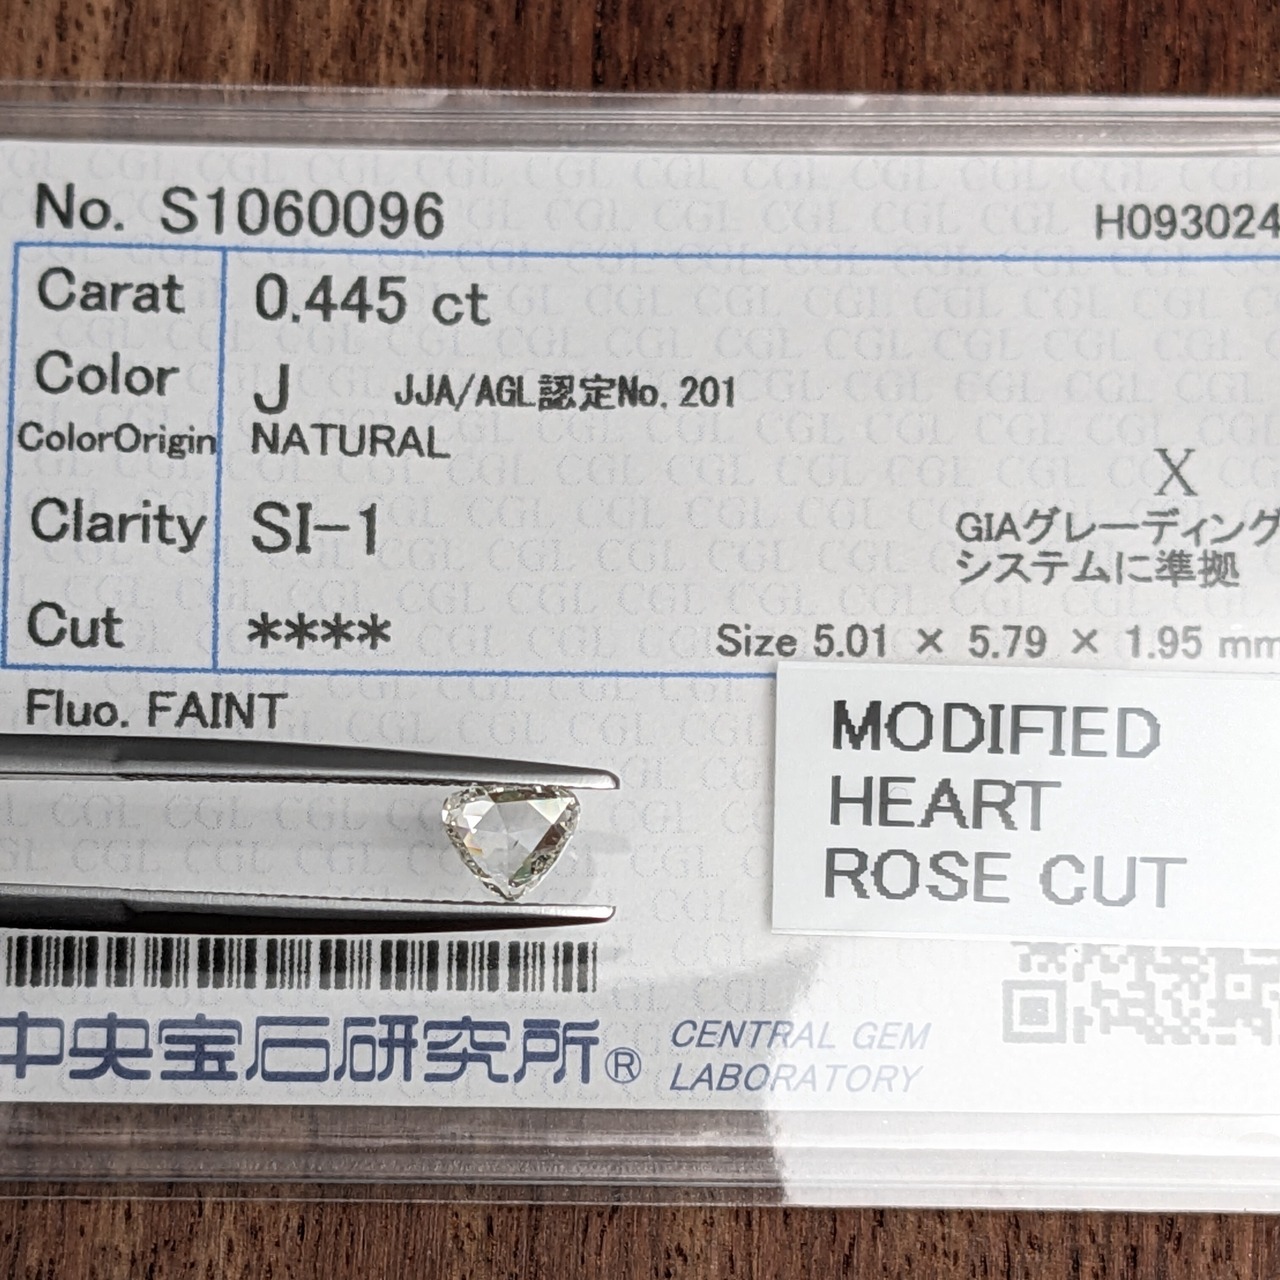 No. S1060096 H093024
Carat 0.445 ct
Color J JJA/AGL認定No. 201
ColorOrigin NATURAL
Clarity SI-1
X
GIAグレーディング
システムに準拠
Cut ****
Size 5.01 × 5.79 × 1.95 mm
Fluo. FAINT
MODIFIED
HEART
ROSE CUT
中央宝石研究所®
CENTRAL GEM
LABORATORY